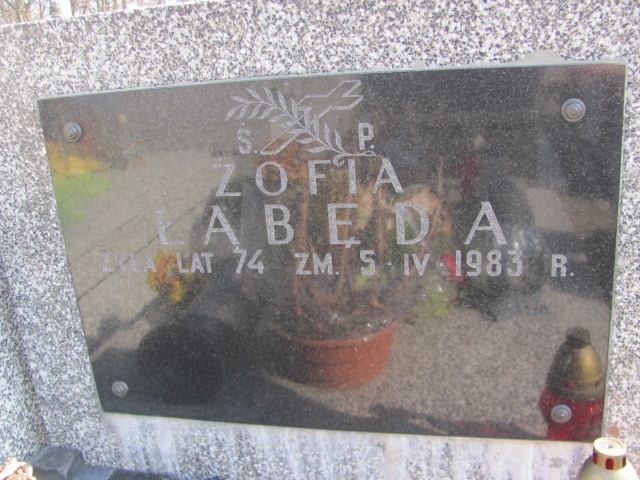 Ś. P.
ZOFIA
ŁABĘDA
ŻYŁA LAT 74 ZM. 5-IV-1983 R.